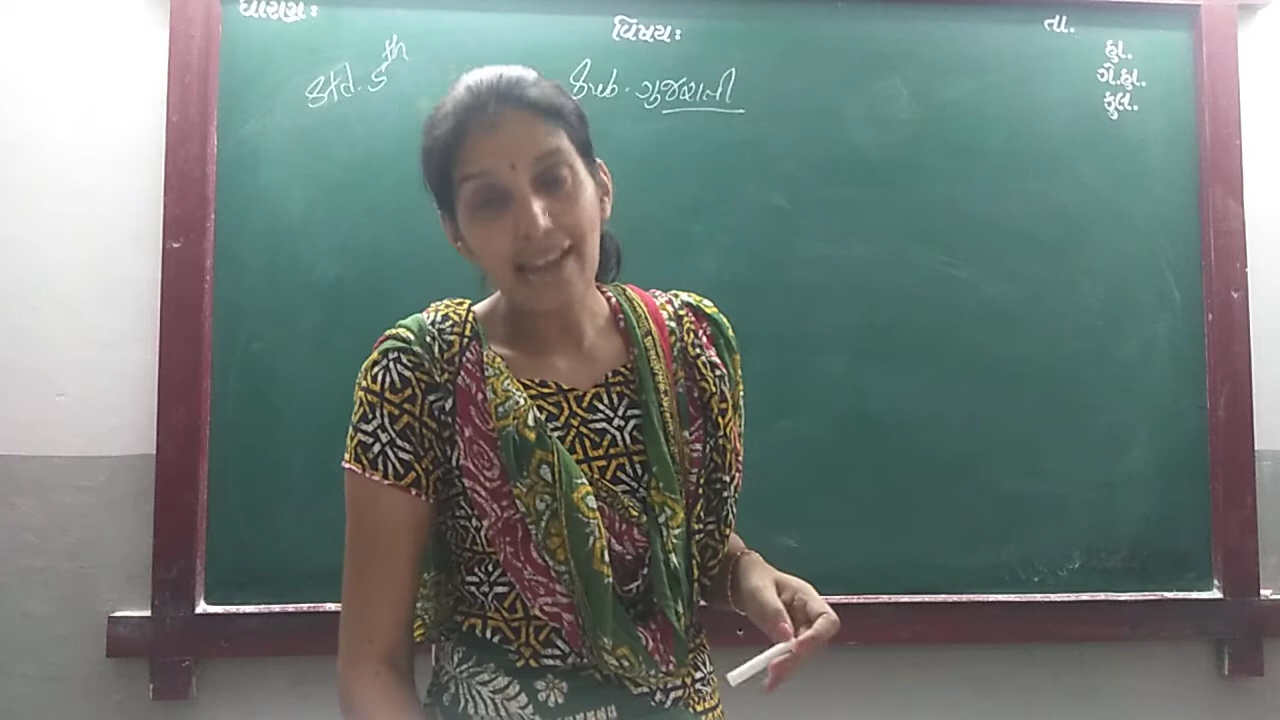 ધોરણ:
વિષય:
તા.
હા.
ગે.હા.
કુલ.
Std. 5th
Sub. ગુજરાતી